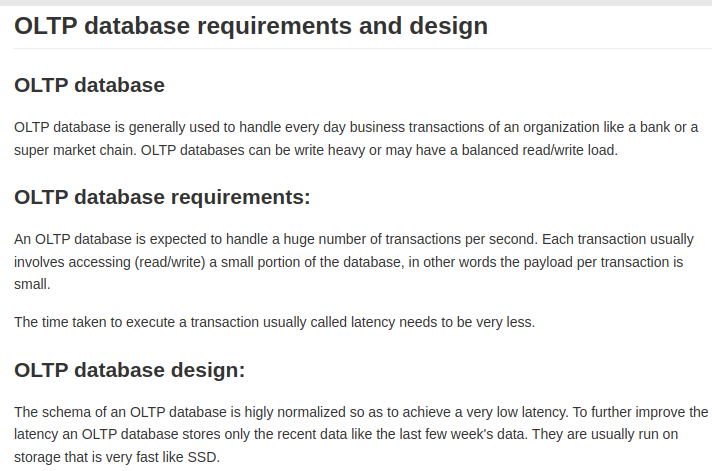 OLTP database requirements and design
OLTP database
OLTP database is generally used to handle every day business transactions of an organization like a bank or a
super market chain. OLTP databases can be write heavy or may have a balanced read/write load.
OLTP database requirements:
An OLTP database is expected to handle a huge number of transactions per second. Each transaction usually
involves accessing (read/write) a small portion of the database, in other words the payload per transaction is
small.
The time taken to execute a transaction usually called latency needs to be very less.
OLTP database design:
The schema of an OLTP database is higly normalized so as to achieve a very low latency. To further improve the
latency an OLTP database stores only the recent data like the last few week's data. They are usually run on
storage that is very fast like SSD.